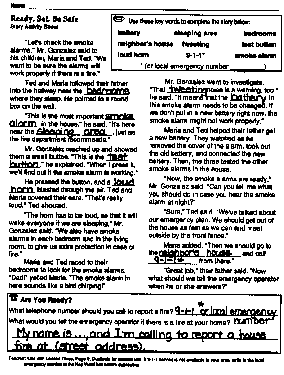 Name
Ready, Set, Be Safe
Story Activity Sheet
Use these key words to complete the story below:
battery sleeping area bedrooms
neighbor's house tweeting test button
loud horn 9-1-1* smoke alarm
* (or local emergency number)
"Let's check the smoke
alarms," Mr. Gonzalez said to
his children, Maria and Ted. "We
want to be sure the alarms will
work properly if there is a fire."
Ted and Maria followed their father
into the hallway near the bedrooms
where they sleep. He pointed to a round
box on the wall.
"This is our most important smoke
alarm in the house," he said. "It's here
near the sleeping area, just as
the fire department recommends."
Mr. Gonzalez reached up and showed
them a small button. "This is the test
button," he explained. "When I press it,
we'll find out if the smoke alarm is working."
He pressed the button, and a loud
horn blasted through the air. Ted and
Maria covered their ears. "That's really
loud!" Ted shouted.
"The horn has to be loud, so that it will
wake everyone if we are sleeping," Mr.
Gonzalez said. "We also have smoke
alarms in each bedroom and in the living
room, to give us extra protection in case of
fire."
Maria and Ted raced to their
bedrooms to look for the smoke alarms.
"Dad!" yelled Maria. "The smoke alarm in
here sounds like a bird chirping!"
Mr. Gonzalez went to investigate.
"That tweeting noise is a warning, too,"
he said. "It means that the battery in
this smoke alarm needs to be changed. If
we don't put in a new battery right now, the
smoke alarm might not work properly."
Maria and Ted helped their father get
a new battery. They watched as he
removed the cover of the alarm, took out
the old battery, and connected the new
battery. Then, the three tested the other
smoke alarms in the house.
"Now, the smoke alarms are ready,"
Mr. Gonzalez said. "Can you tell me what
you should do in case you hear the smoke
alarm at night?"
"Sure," Ted said. "We've talked about
our emergency plan. We should get out of
the house as fast as we can and meet
outside by the front fence."
Maria added. "Then we should go to
a neighbor's house and call
9-1-1 from there."
"Great job," their father said. "Now
what should we tell the emergency operator
when he or she answers?"
Are You Ready?
What telephone number should you call to report a fire? 9-1-1, or local emergency
What would you tell the emergency operator if there is a fire at your home? number
My name is ..., and I'm calling to report a house
fire at (street address).